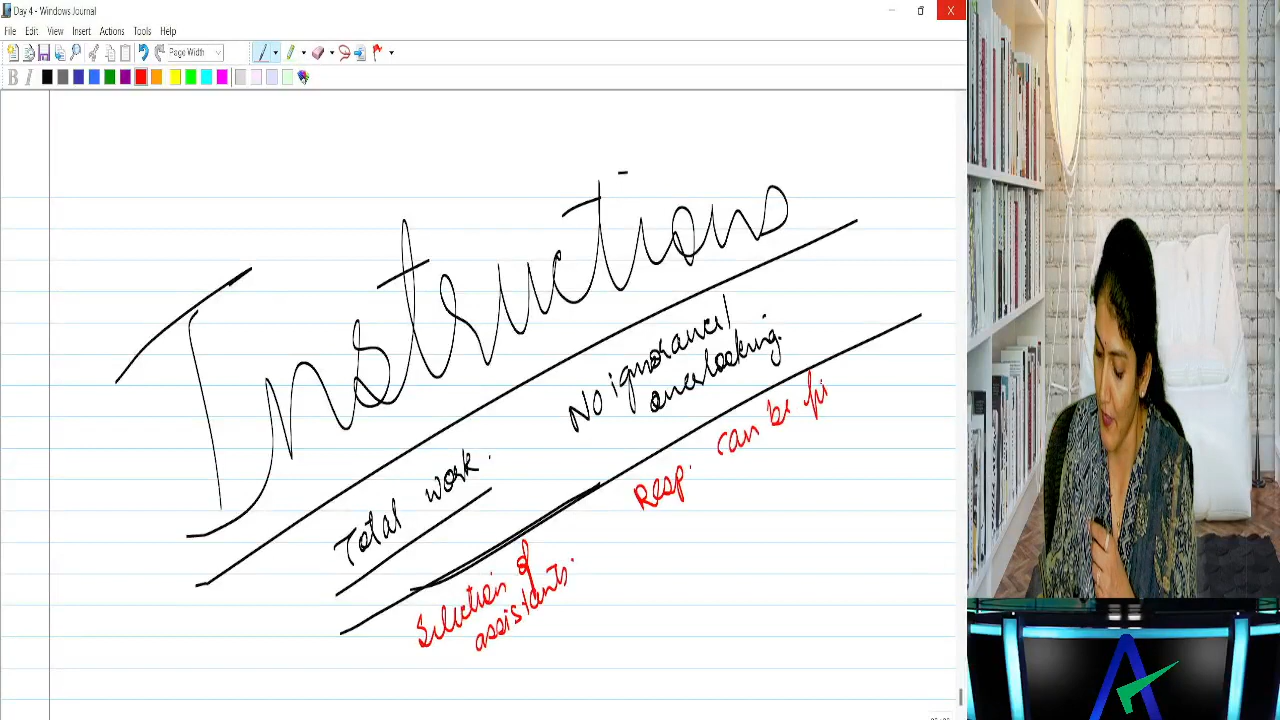 Day 4 - Windows Journal
File Edit View Insert Actions Tools Help
Page Width
B I
Instructions
No ignorance/
overlooking.
Total work.
Resp. can be fi
Selection of
assistants.